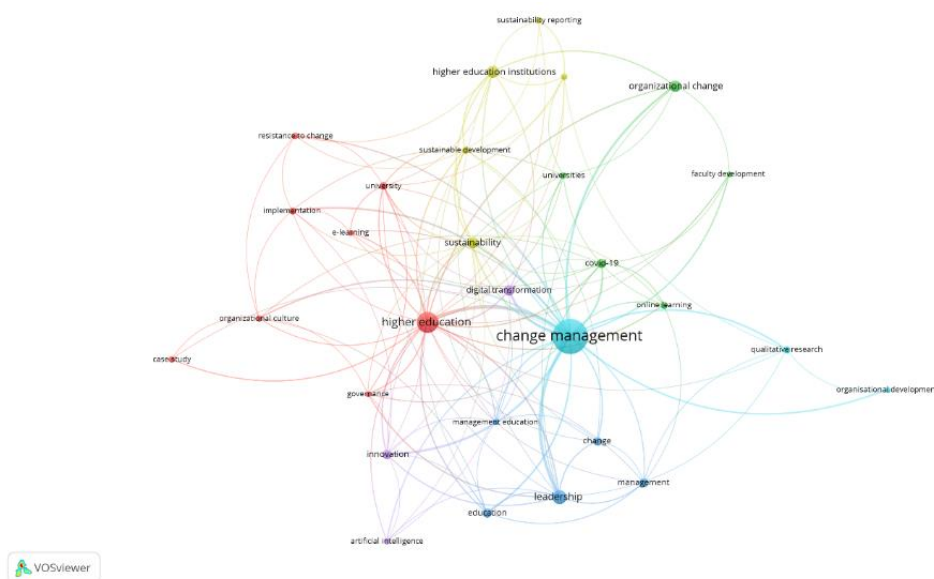 sustainability reporting
higher education institutions
organizational change
resistance to change
sustainable development
university
universities
faculty development
implementation
e-learning
sustainability
covid-19
digital transformation
online learning
organizational culture
higher education
change management
qualitative research
case study
organisational developmen
governance
management education
change
innovation
management
leadership
education
artificial intelligence
VOSviewer